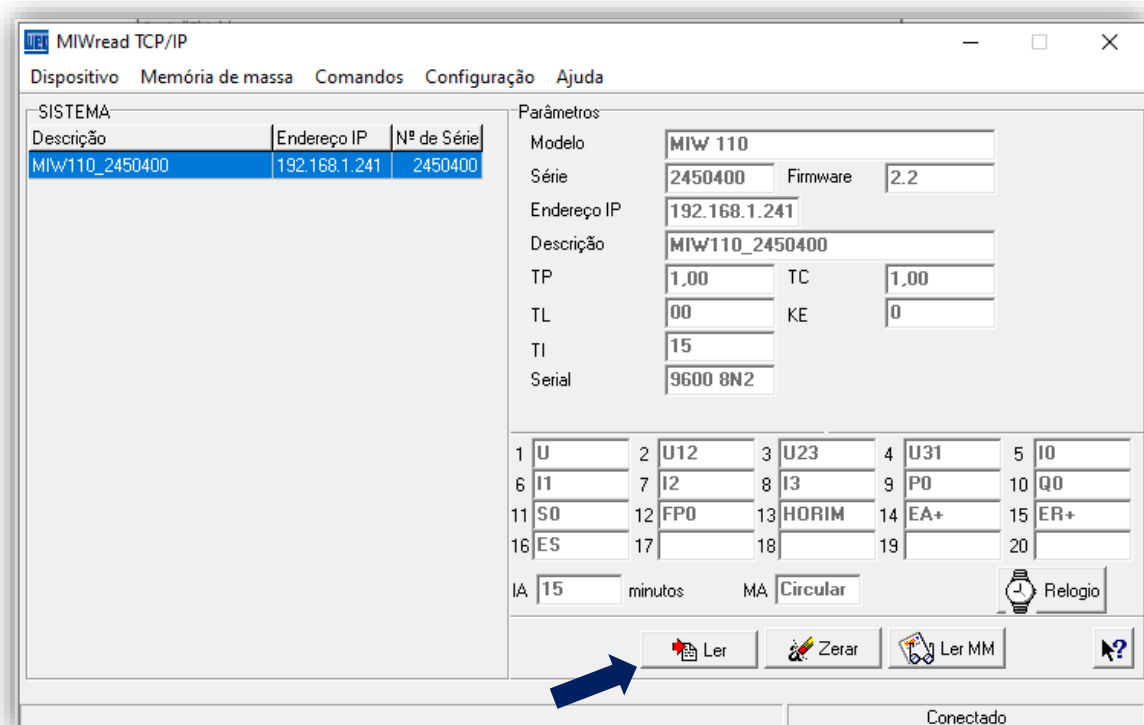 MIWread TCP/IP
Dispositivo Memória de massa Comandos Configuração Ajuda
SISTEMA
Descrição Endereço IP Nº de Série
MIW110_2450400 192.168.1.241 2450400
Parâmetros
Modelo MIW 110
Série 2450400 Firmware 2.2
Endereço IP 192.168.1.241
Descrição MIW110_2450400
TP 1,00 TC 1,00
TL 00 KE 0
TI 15
Serial 9600 8N2
1 U 2 U12 3 U23 4 U31 5 I0
6 I1 7 I2 8 I3 9 P0 10 Q0
11 S0 12 FP0 13 HORIM 14 EA+ 15 ER+
16 ES 17 18 19 20
IA 15 minutos MA Circular Relogio
Ler Zerar Ler MM ?
Conectado